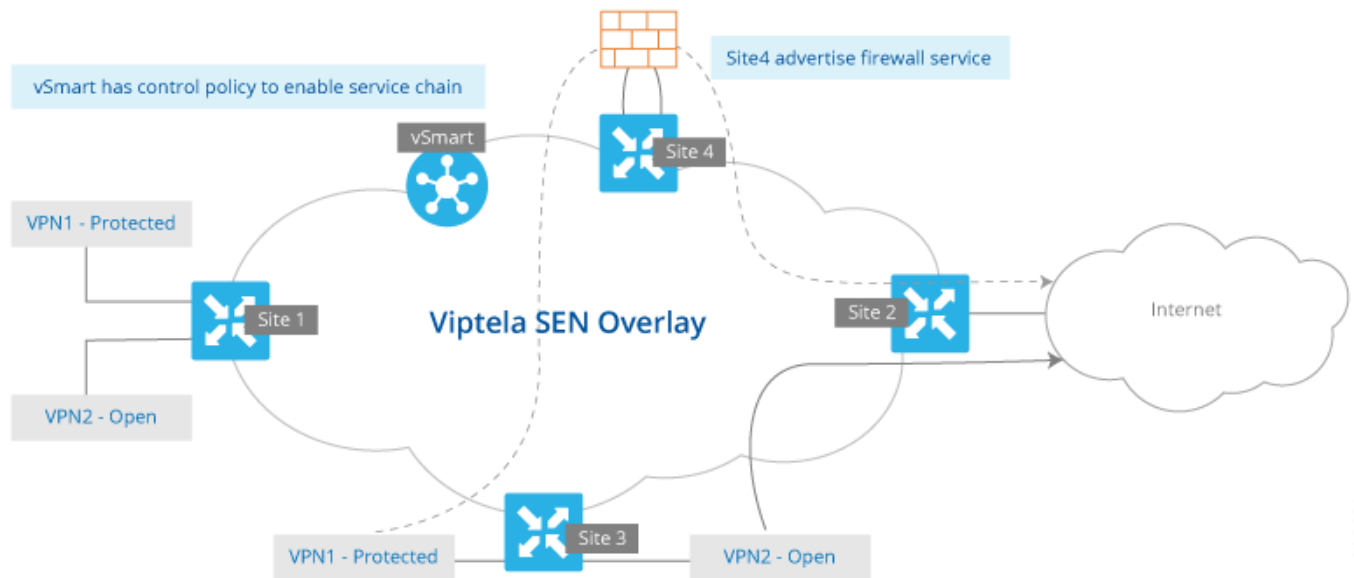 Site4 advertise firewall service
vSmart has control policy to enable service chain
vSmart
Site 4
VPN1 - Protected
Site 1
Viptela SEN Overlay
Site 2
Internet
VPN2 - Open
Site 3
VPN1 - Protected
VPN2 - Open